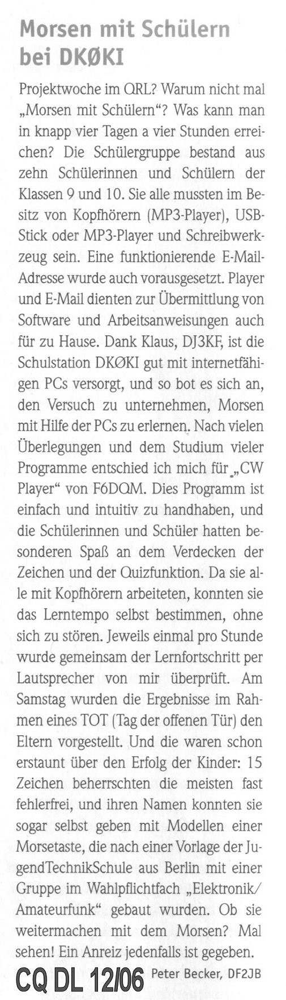 Morsen mit Schülern
bei DKØKI
Projektwoche im QRL? Warum nicht mal
„Morsen mit Schülern“? Was kann man
in knapp vier Tagen a vier Stunden errei-
chen? Die Schülergruppe bestand aus
zehn Schülerinnen und Schülern der
Klassen 9 und 10. Sie alle mussten im Be-
sitz von Kopfhörern (MP3-Player), USB-
Stick oder MP3-Player und Schreibwerk-
zeug sein. Eine funktionierende E-Mail-
Adresse wurde auch vorausgesetzt. Player
und E-Mail dienten zur Übermittlung von
Software und Arbeitsanweisungen auch
für zu Hause. Dank Klaus, DJ3KF, ist die
Schulstation DKØKI gut mit internetfähi-
gen PCs versorgt, und so bot es sich an,
den Versuch zu unternehmen, Morsen
mit Hilfe der PCs zu erlernen. Nach vielen
Überlegungen und dem Studium vieler
Programme entschied ich mich für „CW
Player“ von F6DQM. Dies Programm ist
einfach und intuitiv zu handhaben, und
die Schülerinnen und Schüler hatten be-
sonderen Spaß an dem Verdecken der
Zeichen und der Quizfunktion. Da sie al-
le mit Kopfhörern arbeiteten, konnten sie
das Lerntempo selbst bestimmen, ohne
sich zu stören. Jeweils einmal pro Stunde
wurde gemeinsam der Lernfortschritt per
Lautsprecher von mir überprüft. Am
Samstag wurden die Ergebnisse im Rah-
men eines TOT (Tag der offenen Tür) den
Eltern vorgestellt. Und die waren schon
erstaunt über den Erfolg der Kinder: 15
Zeichen beherrschten die meisten fast
fehlerfrei, und ihren Namen konnten sie
sogar selbst geben mit Modellen einer
Morsetaste, die nach einer Vorlage der Ju-
gendTechnikSchule aus Berlin mit einer
Gruppe im Wahlpflichtfach „Elektronik/
Amateurfunk“ gebaut wurden. Ob sie
weitermachen mit dem Morsen? Mal
sehen! Ein Anreiz jedenfalls ist gegeben.
CQ DL 12/06 Peter Becker, DF2JB